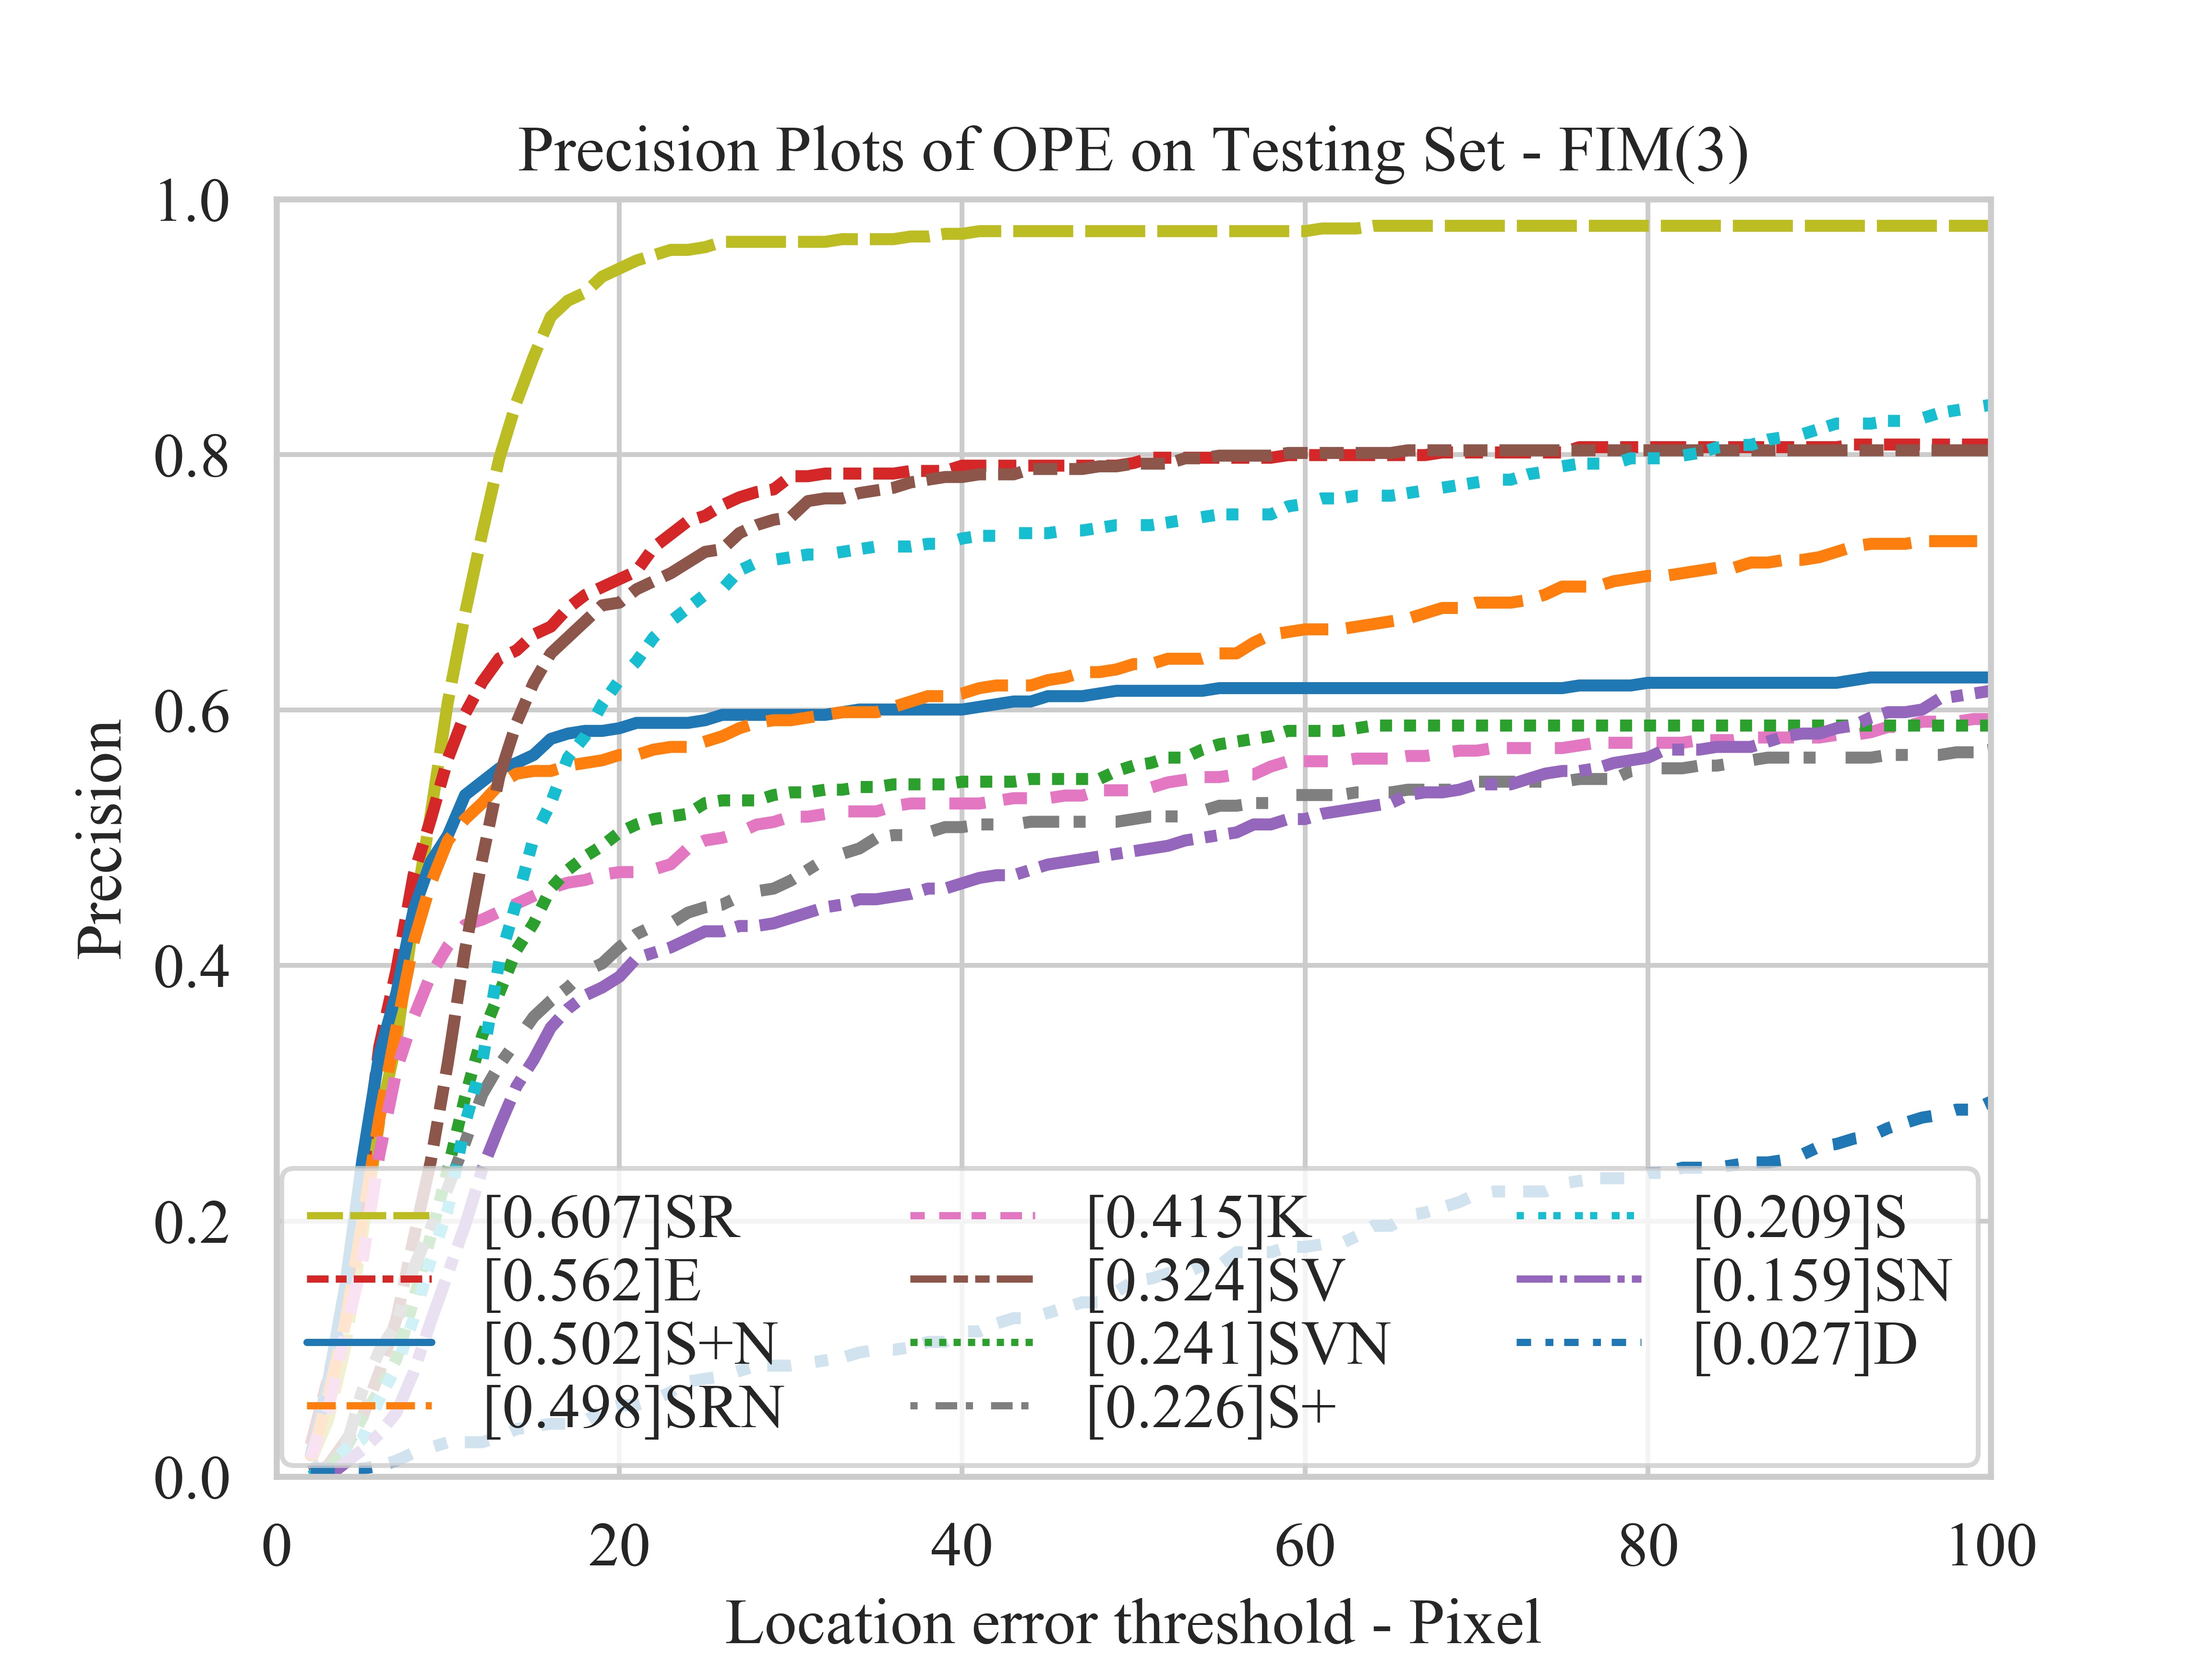 Precision Plots of OPE on Testing Set - FIM(3)
1.0
0.8
0.6
0.4
0.2
0.0
Precision
[0.607]SR
[0.562]E
[0.502]S+N
[0.498]SRN
[0.415]K
[0.324]SV
[0.241]SVN
[0.226]S+
[0.209]S
[0.159]SN
[0.027]D
0 20 40 60 80 100
Location error threshold - Pixel